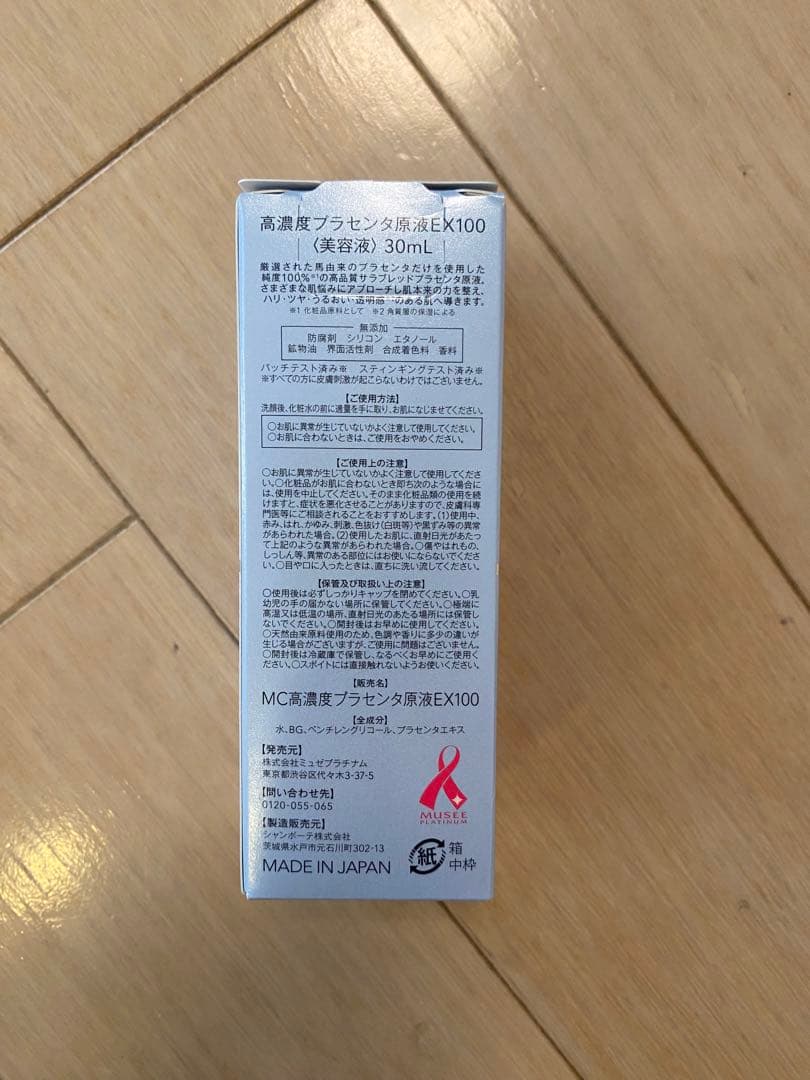 高濃度プラセンタ原液EX100
〈美容液〉30mL
厳選された馬由来のプラセンタだけを使用した
純度100%※1の高品質サラブレッドプラセンタ原液。
さまざまな肌悩みにアプローチし肌本来の力を整え、
ハリ・ツヤ・うるおい・透明感※2のある肌へ導きます。
※1 化粧品原料として ※2 角質層の保湿による
無添加
防腐剤 シリコン エタノール
鉱物油 界面活性剤 合成着色料 香料
パッチテスト済み※ スティンギングテスト済み※
※すべての方に皮膚刺激が起こらないわけではございません。
【ご使用方法】
洗顔後、化粧水の前に適量を手に取り、お肌になじませてください。
○お肌に異常が生じていないかよく注意して使用してください。
○お肌に合わないときは、ご使用をおやめください。
【ご使用上の注意】
○お肌に異常が生じていないかよく注意して使用してくださ
い。○化粧品がお肌に合わないとき即ち次のような場合に
は、使用を中止してください。そのまま化粧品類の使用を続
けますと、症状を悪化させることがありますので、皮膚科専
門医等にご相談されることをおすすめします。(1)使用中、
赤み、はれ、かゆみ、刺激、色抜け(白斑等)や黒ずみ等の異常
があらわれた場合。(2)使用したお肌に、直射日光があたっ
て上記のような異常があらわれた場合。○傷やはれもの、
しっしん等、異常のある部位にはお使いにならないでくださ
い。○目や口に入ったときは、直ちに洗い流してください。
【保管及び取扱い上の注意】
○使用後は必ずしっかりキャップを閉めてください。○乳
幼児の手の届かない場所に保管してください。○極端に
高温又は低温の場所、直射日光のあたる場所には保管し
ないでください。○開封後はお早めに使用してください。
○天然由来原料使用のため、色調や香りに多少の違いが
生じる場合がございますが、ご使用に問題はございません。
○開封後は冷蔵庫で保管し、なるべくお早めにご使用くだ
さい。○スポイトには直接触れないようお使いください。
【販売名】
MC高濃度プラセンタ原液EX100
【全成分】
水、BG、ペンチレングリコール、プラセンタエキス
【発売元】
株式会社ミュゼプラチナム
東京都渋谷区代々木3-37-5
【問い合わせ先】
0120-055-065
【製造販売元】
シャンボーテ株式会社
茨城県水戸市元石川町302-13
MADE IN JAPAN
MUSEE
PLATINUM
紙
箱
中枠